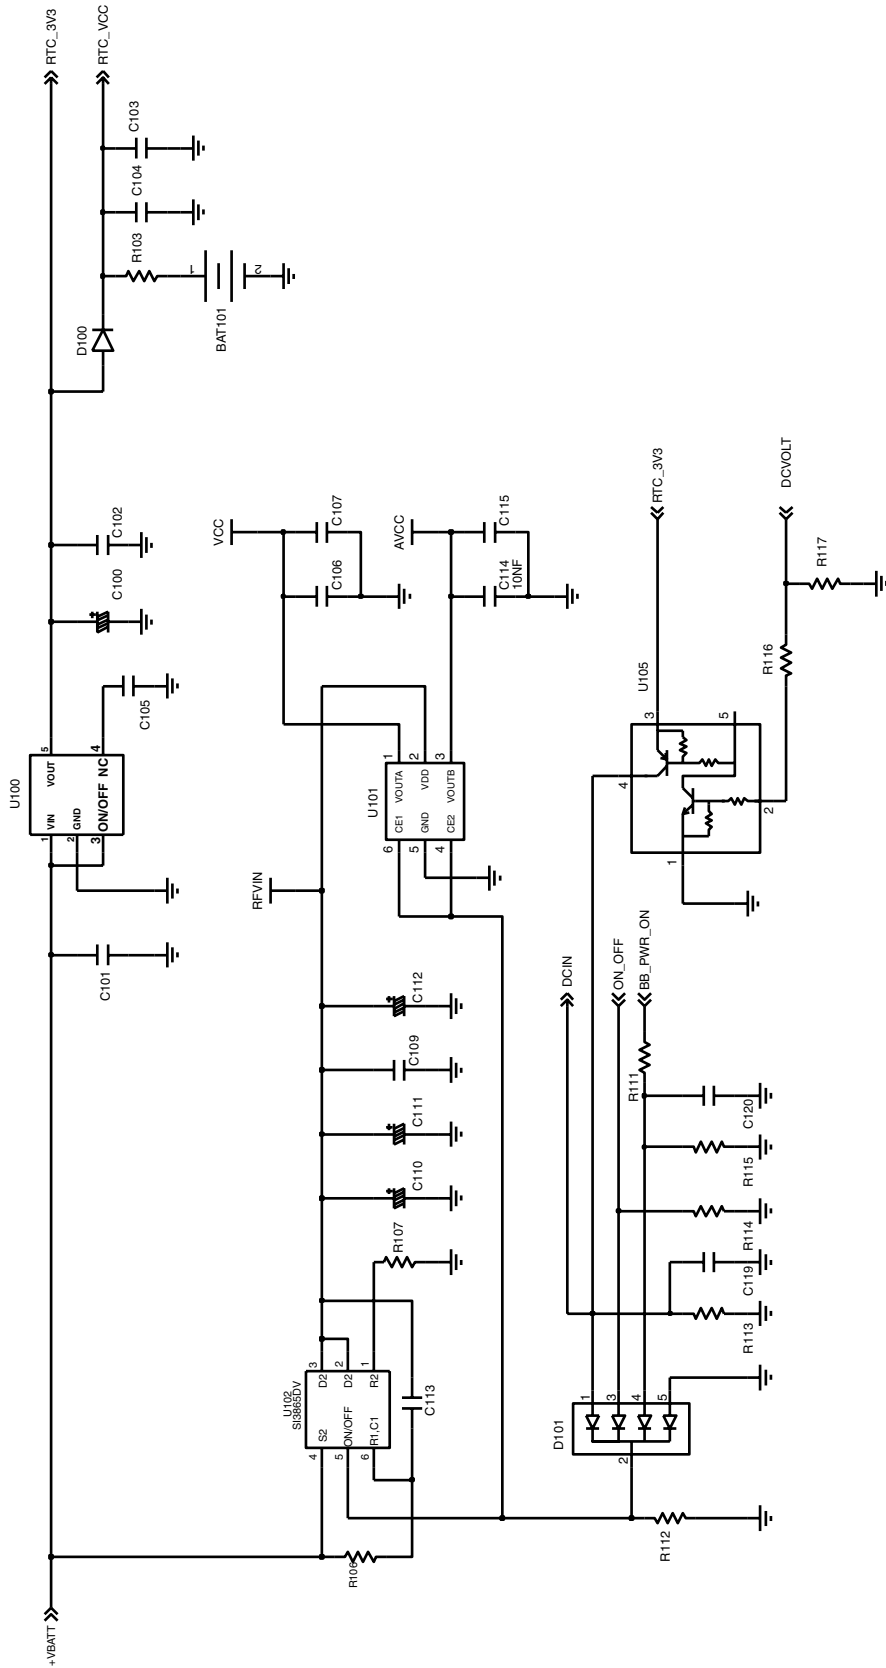 +VBATT
C101
U100
1 VIN VOUT 5
2 GND
3 ON/OFF NC 4
C105
C100
C102
D100
R103
1
2
BAT101
C104
C103
RTC_3V3
RTC_VCC
R106
U102
SI3865DV
4 S2 D2 3
5 ON/OFF D2 2
6 R1,C1 R2 1
C113
R107
C110
C111
C109
C112
RFVIN
U101
6 CE1 VOUTA 1
5 GND VDD 2
4 CE2 VOUTB 3
VCC
C106
C107
AVCC
C114
10NF
C115
D101
2
1
3
4
5
R112
R113
C119
R114
R115
C120
R111
DCIN
ON_OFF
BB_PWR_ON
U105
1
4
3
5
2
RTC_3V3
R116
R117
DCVOLT